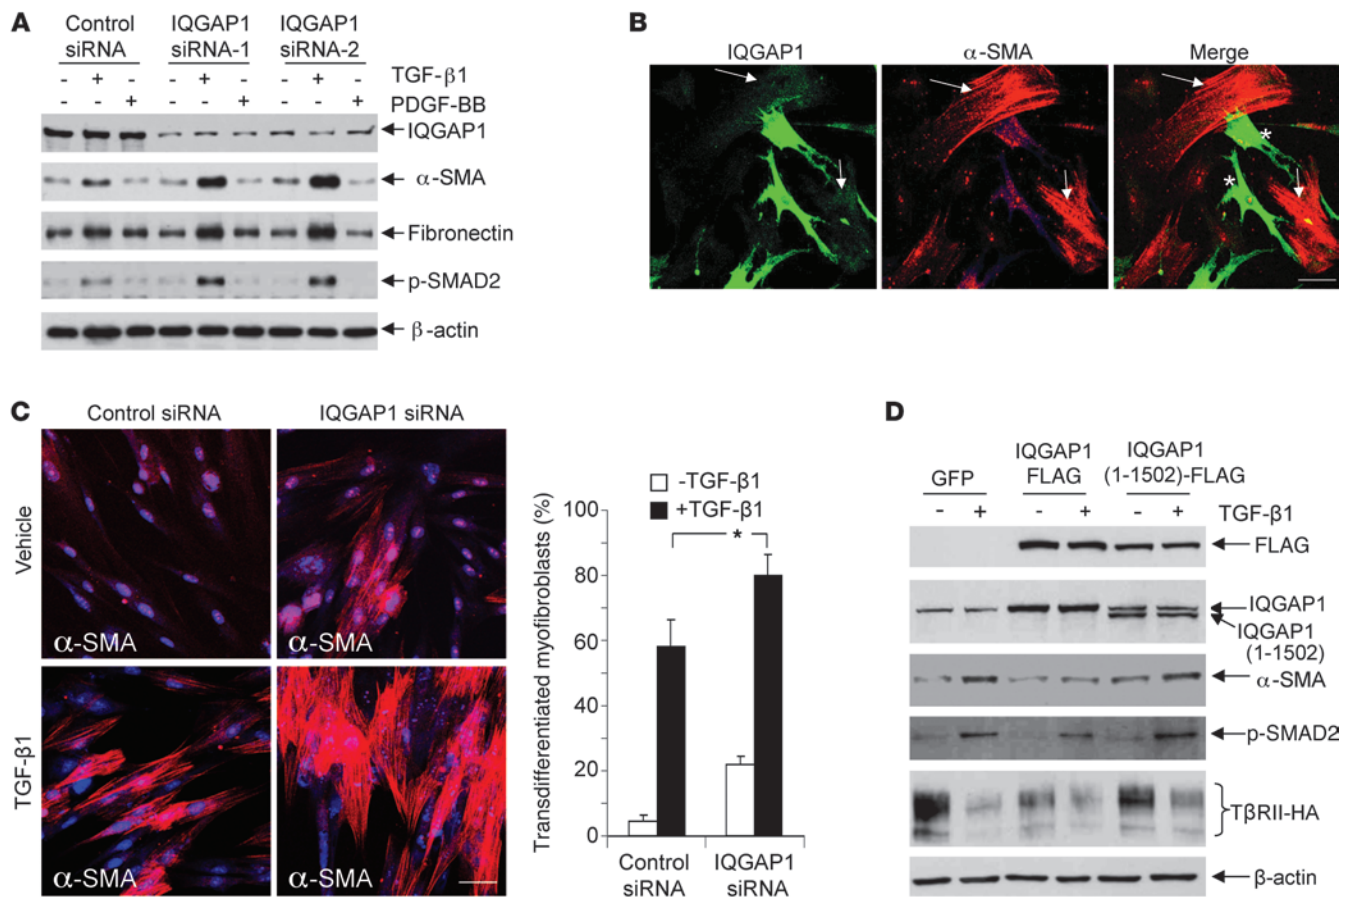 A
Control IQGAP1 IQGAP1
siRNA siRNA-1 siRNA-2
- + - - + - - + - TGF-β1
- - + - - + - - + PDGF-BB
IQGAP1
α-SMA
Fibronectin
p-SMAD2
β-actin
B
IQGAP1 α-SMA Merge
*
*
C
Control siRNA IQGAP1 siRNA
Vehicle
α-SMA α-SMA
TGF-β1
α-SMA α-SMA
-TGF-β1
+TGF-β1
*
Transdifferentiated myofibroblasts (%)
100
80
60
40
20
0
Control IQGAP1
siRNA siRNA
D
GFP IQGAP1 IQGAP1
FLAG (1-1502)-FLAG
- + - + - + TGF-β1
FLAG
IQGAP1
IQGAP1
(1-1502)
α-SMA
p-SMAD2
TβRII-HA
β-actin